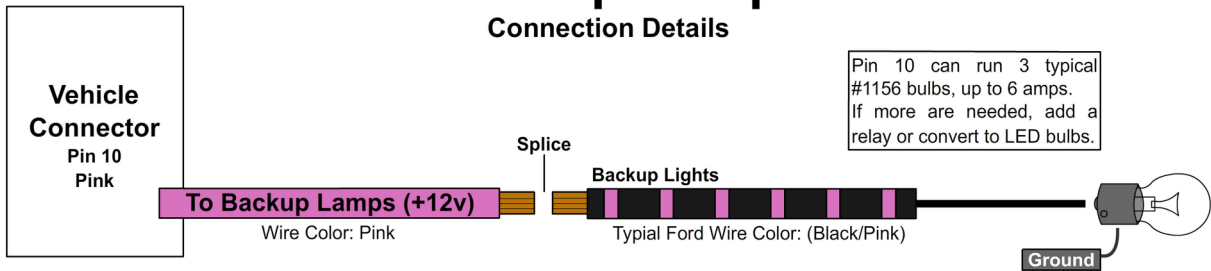 Connection Details
Pin 10 can run 3 typical
#1156 bulbs, up to 6 amps.
If more are needed, add a
relay or convert to LED bulbs.
Vehicle
Connector
Pin 10
Pink
Splice
Backup Lights
To Backup Lamps (+12v)
Wire Color: Pink
Typial Ford Wire Color: (Black/Pink)
Ground